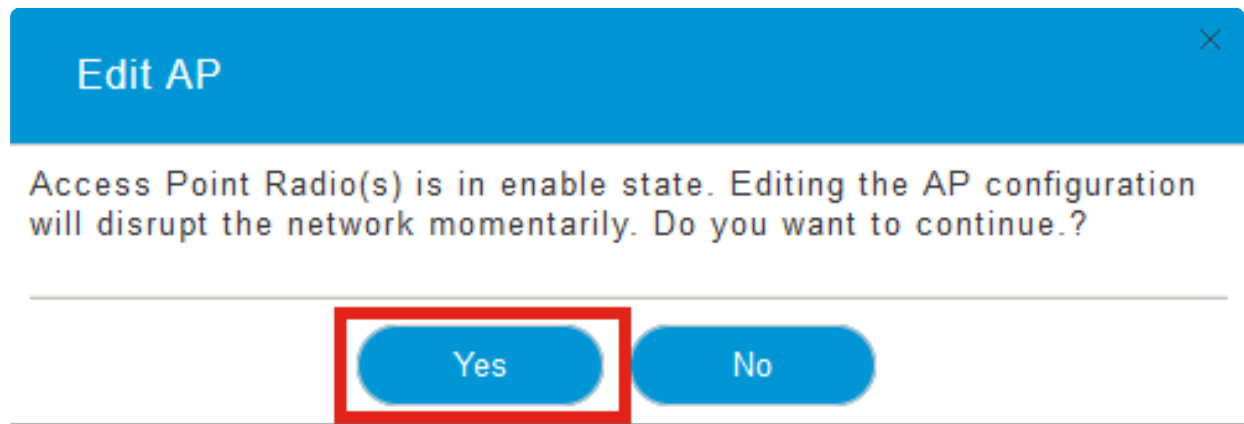 Edit AP
Access Point Radio(s) is in enable state. Editing the AP configuration
will disrupt the network momentarily. Do you want to continue.?
Yes No